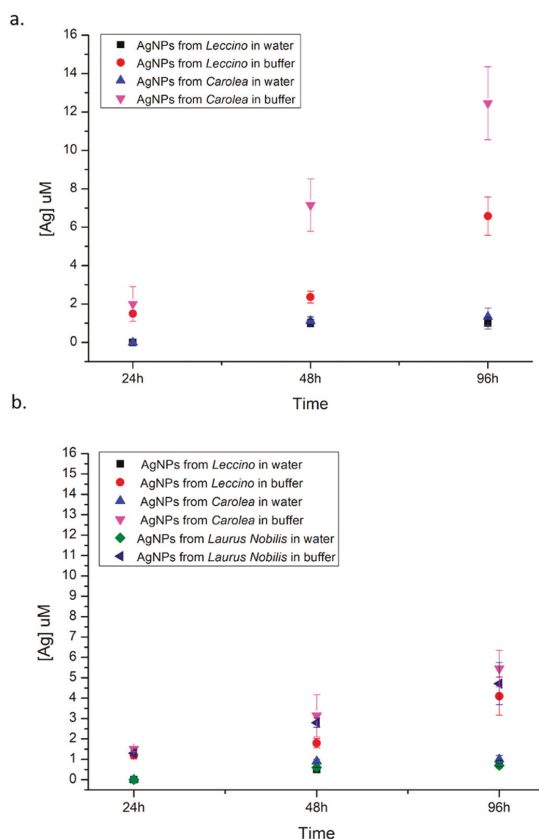 a.
AgNPs from Leccino in water
AgNPs from Leccino in buffer
AgNPs from Carolea in water
AgNPs from Carolea in buffer
16
14
12
10
8
6
4
2
0
[Ag] uM
24h 48h 96h
Time
b.
AgNPs from Leccino in water
AgNPs from Leccino in buffer
AgNPs from Carolea in water
AgNPs from Carolea in buffer
AgNPs from Laurus Nobilis in water
AgNPs from Laurus Nobilis in buffer
16
15
14
13
12
11
10
9
8
7
6
5
4
3
2
1
0
[Ag] uM
24h 48h 96h
Time